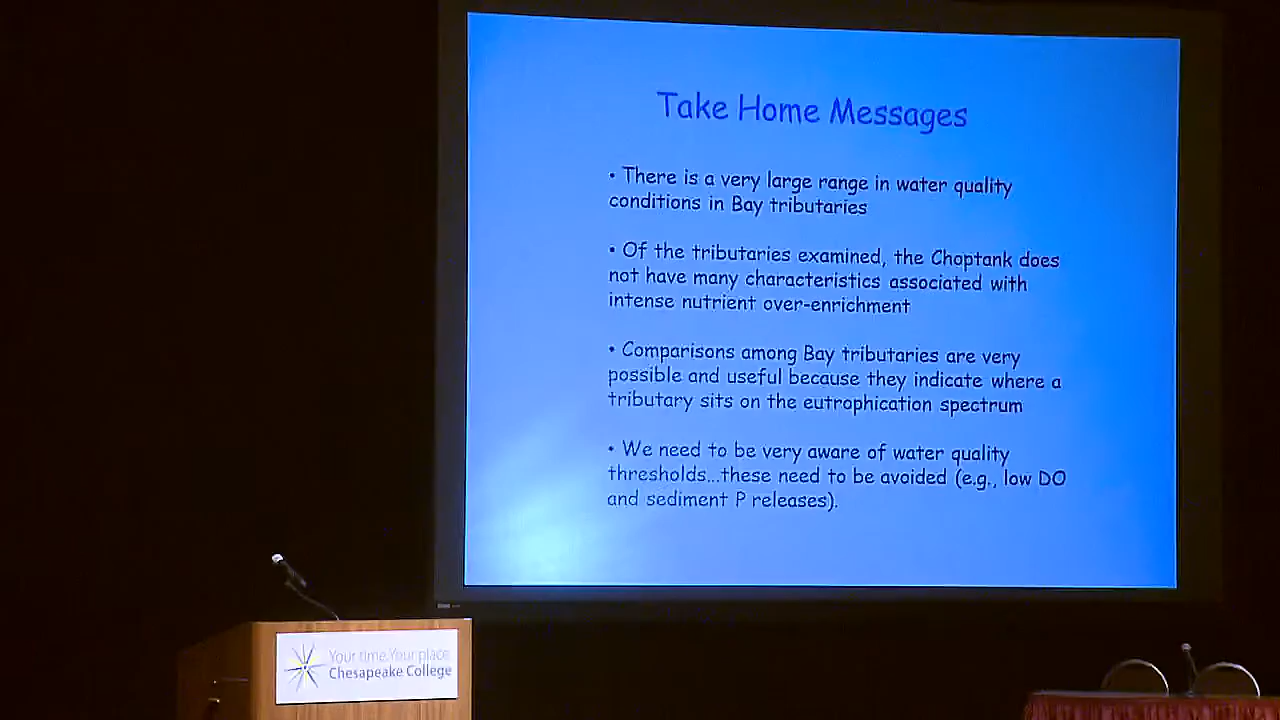 Take Home Messages
• There is a very large range in water quality
conditions in Bay tributaries
• Of the tributaries examined, the Choptank does
not have many characteristics associated with
intense nutrient over-enrichment
• Comparisons among Bay tributaries are very
possible and useful because they indicate where a
tributary sits on the eutrophication spectrum
• We need to be very aware of water quality
thresholds...these need to be avoided (e.g., low DO
and sediment P releases).
Your time.Your place.
Chesapeake College